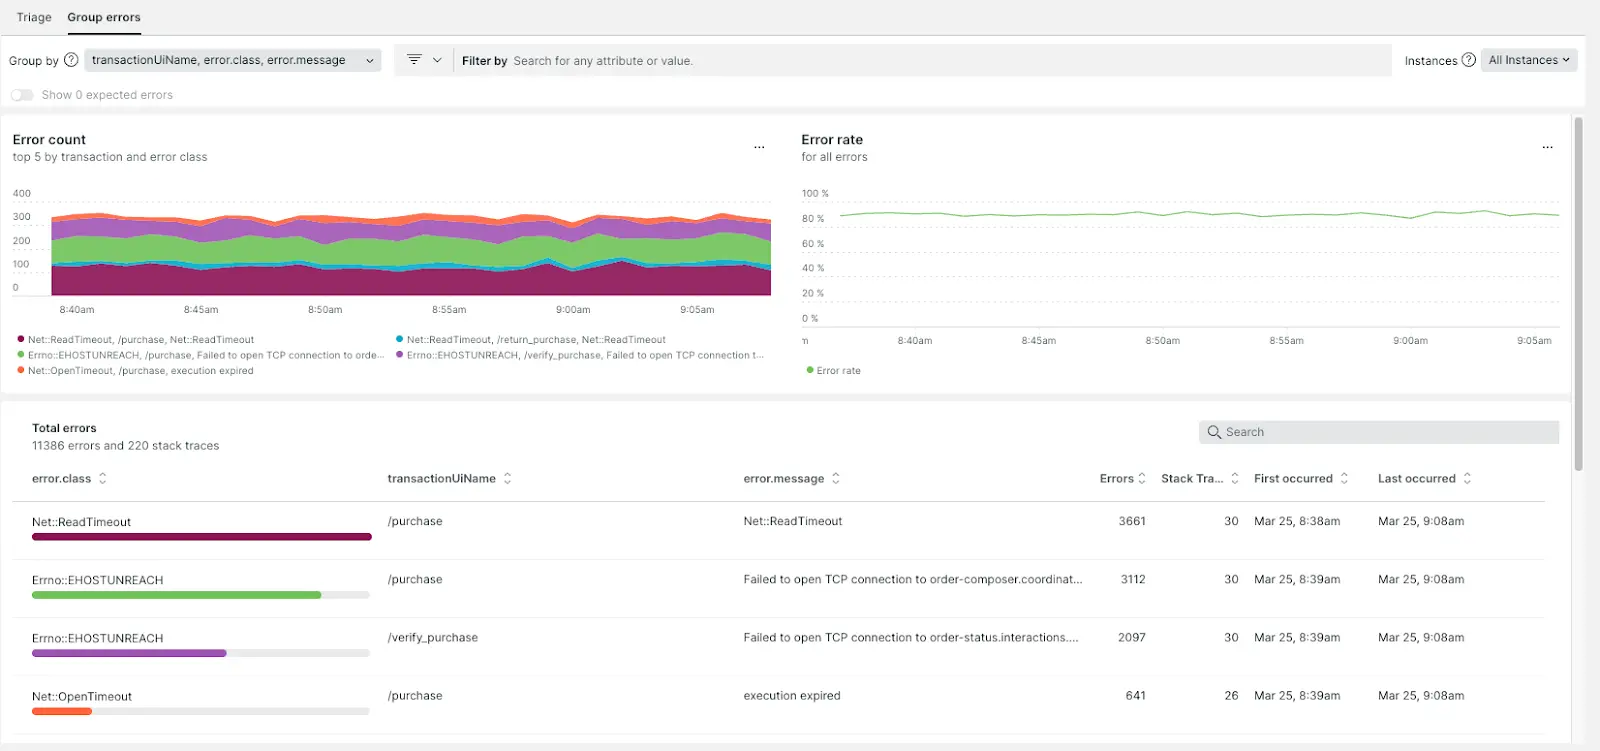 Triage Group errors
Group by ? transactionUiName, error.class, error.message Filter by Search for any attribute or value. Instances ? All Instances
Show 0 expected errors
Error count
top 5 by transaction and error class
...
400
300
200
100
0
8:40am 8:45am 8:50am 8:55am 9:00am 9:05am
Net::ReadTimeout, /purchase, Net::ReadTimeout Net::ReadTimeout, /return_purchase, Net::ReadTimeout
Errno::EHOSTUNREACH, /purchase, Failed to open TCP connection to orde... Errno::EHOSTUNREACH, /verify_purchase, Failed to open TCP connection t...
Net::OpenTimeout, /purchase, execution expired
Error rate
for all errors
...
100 %
80 %
60 %
40 %
20 %
0 %
m 8:40am 8:45am 8:50am 8:55am 9:00am 9:05am
Error rate
Total errors
11386 errors and 220 stack traces
Search
error.class transactionUiName error.message Errors Stack Tra... First occurred Last occurred
Net::ReadTimeout /purchase Net::ReadTimeout 3661 30 Mar 25, 8:38am Mar 25, 9:08am
Errno::EHOSTUNREACH /purchase Failed to open TCP connection to order-composer.coordinat... 3112 30 Mar 25, 8:39am Mar 25, 9:08am
Errno::EHOSTUNREACH /verify_purchase Failed to open TCP connection to order-status.interactions.... 2097 30 Mar 25, 8:39am Mar 25, 9:08am
Net::OpenTimeout /purchase execution expired 641 26 Mar 25, 8:39am Mar 25, 9:08am